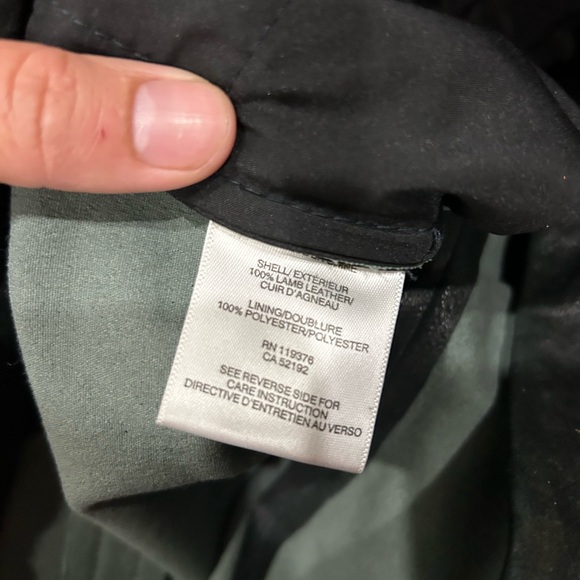 SHELL/EXTÉRIEUR
100% LAMB LEATHER/
CUIR D'AGNEAU
LINING/DOUBLURE
100% POLYESTER/POLYESTER
RN 119376
CA 52192
SEE REVERSE SIDE FOR
CARE INSTRUCTION
DIRECTIVE D'ENTRETIEN AU VERSO